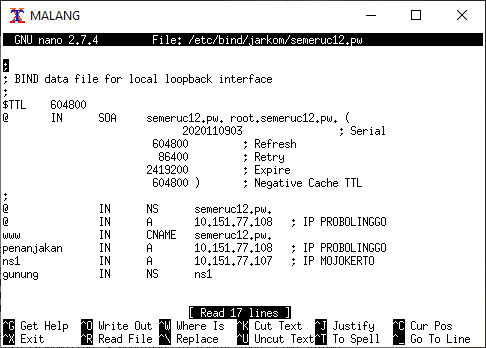 MALANG
GNU nano 2.7.4 File: /etc/bind/jarkom/semeruc12.pw
;
; BIND data file for local loopback interface
;
$TTL 604800
@ IN SOA semeruc12.pw. root.semeruc12.pw. (
2020110903 ; Serial
604800 ; Refresh
86400 ; Retry
2419200 ; Expire
604800 ) ; Negative Cache TTL
;
@ IN NS semeruc12.pw.
@ IN A 10.151.77.108 ; IP PROBOLINGGO
www IN CNAME semeruc12.pw.
penanjakan IN A 10.151.77.108 ; IP PROBOLINGGO
ns1 IN A 10.151.77.107 ; IP MOJOKERTO
gunung IN NS ns1
[ Read 17 lines ]
^G Get Help ^O Write Out ^W Where Is ^K Cut Text ^J Justify ^C Cur Pos
^X Exit ^R Read File ^\ Replace ^U Uncut Text ^T To Spell ^_ Go To Line